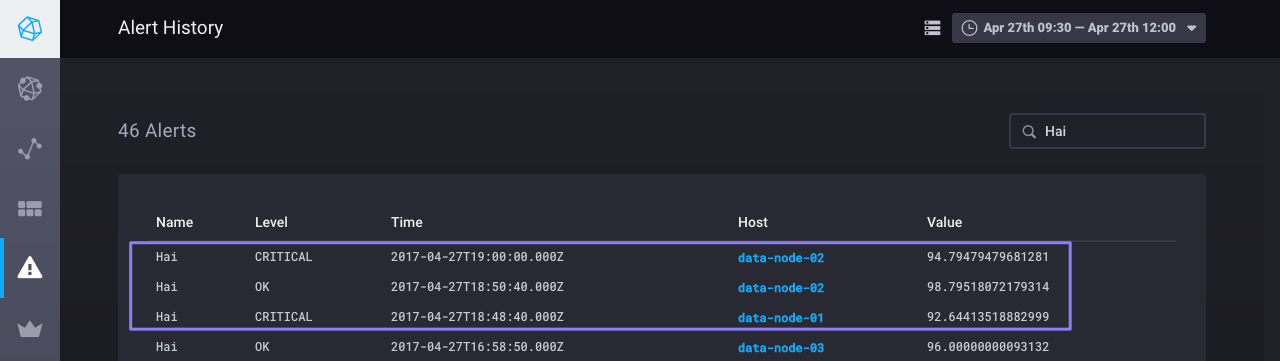 Alert History
Apr 27th 09:30 — Apr 27th 12:00
46 Alerts
Hai
Name Level Time Host Value
Hai CRITICAL 2017-04-27T19:00:00.000Z data-node-02 94.79479479681281
Hai OK 2017-04-27T18:50:40.000Z data-node-02 98.79518072179314
Hai CRITICAL 2017-04-27T18:48:40.000Z data-node-01 92.64413518882999
Hai OK 2017-04-27T16:58:50.000Z data-node-03 96.00000000093132